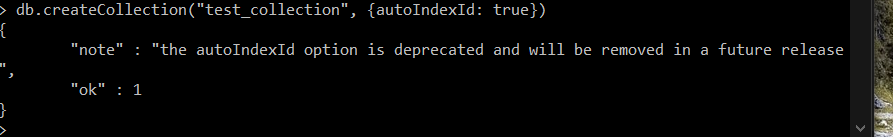 > db.createCollection("test_collection", {autoIndexId: true})
{
        "note" : "the autoIndexId option is deprecated and will be removed in a future release
",
        "ok" : 1
}
>